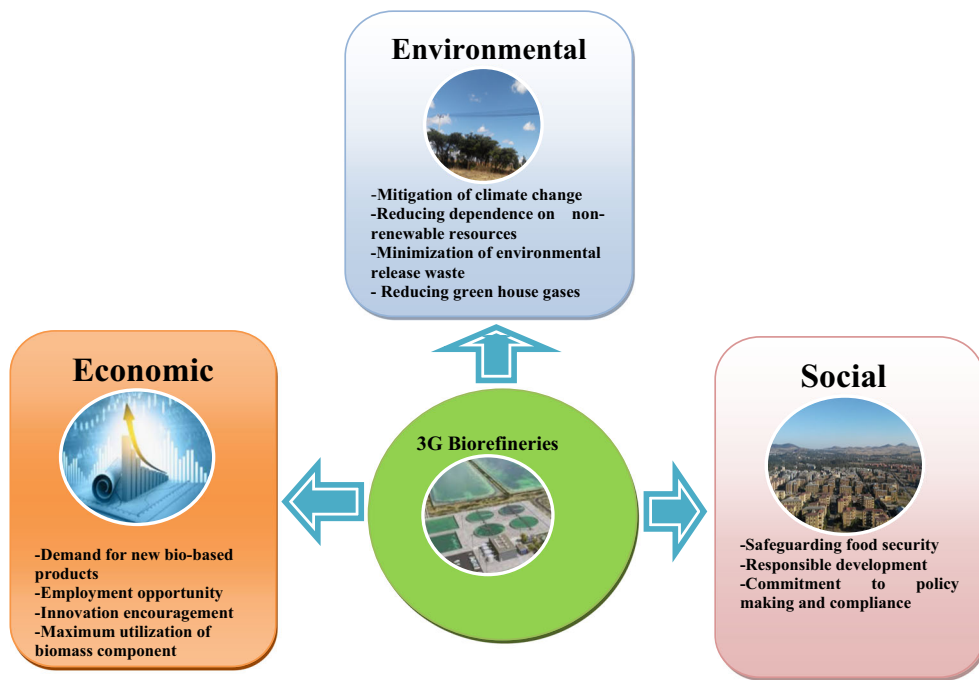 Environmental
-Mitigation of climate change
-Reducing dependence on non-
renewable resources
-Minimization of environmental
release waste
- Reducing green house gases
Economic
-Demand for new bio-based
products
-Employment opportunity
-Innovation encouragement
-Maximum utilization of
biomass component
3G Biorefineries
Social
-Safeguarding food security
-Responsible development
-Commitment to policy
making and compliance